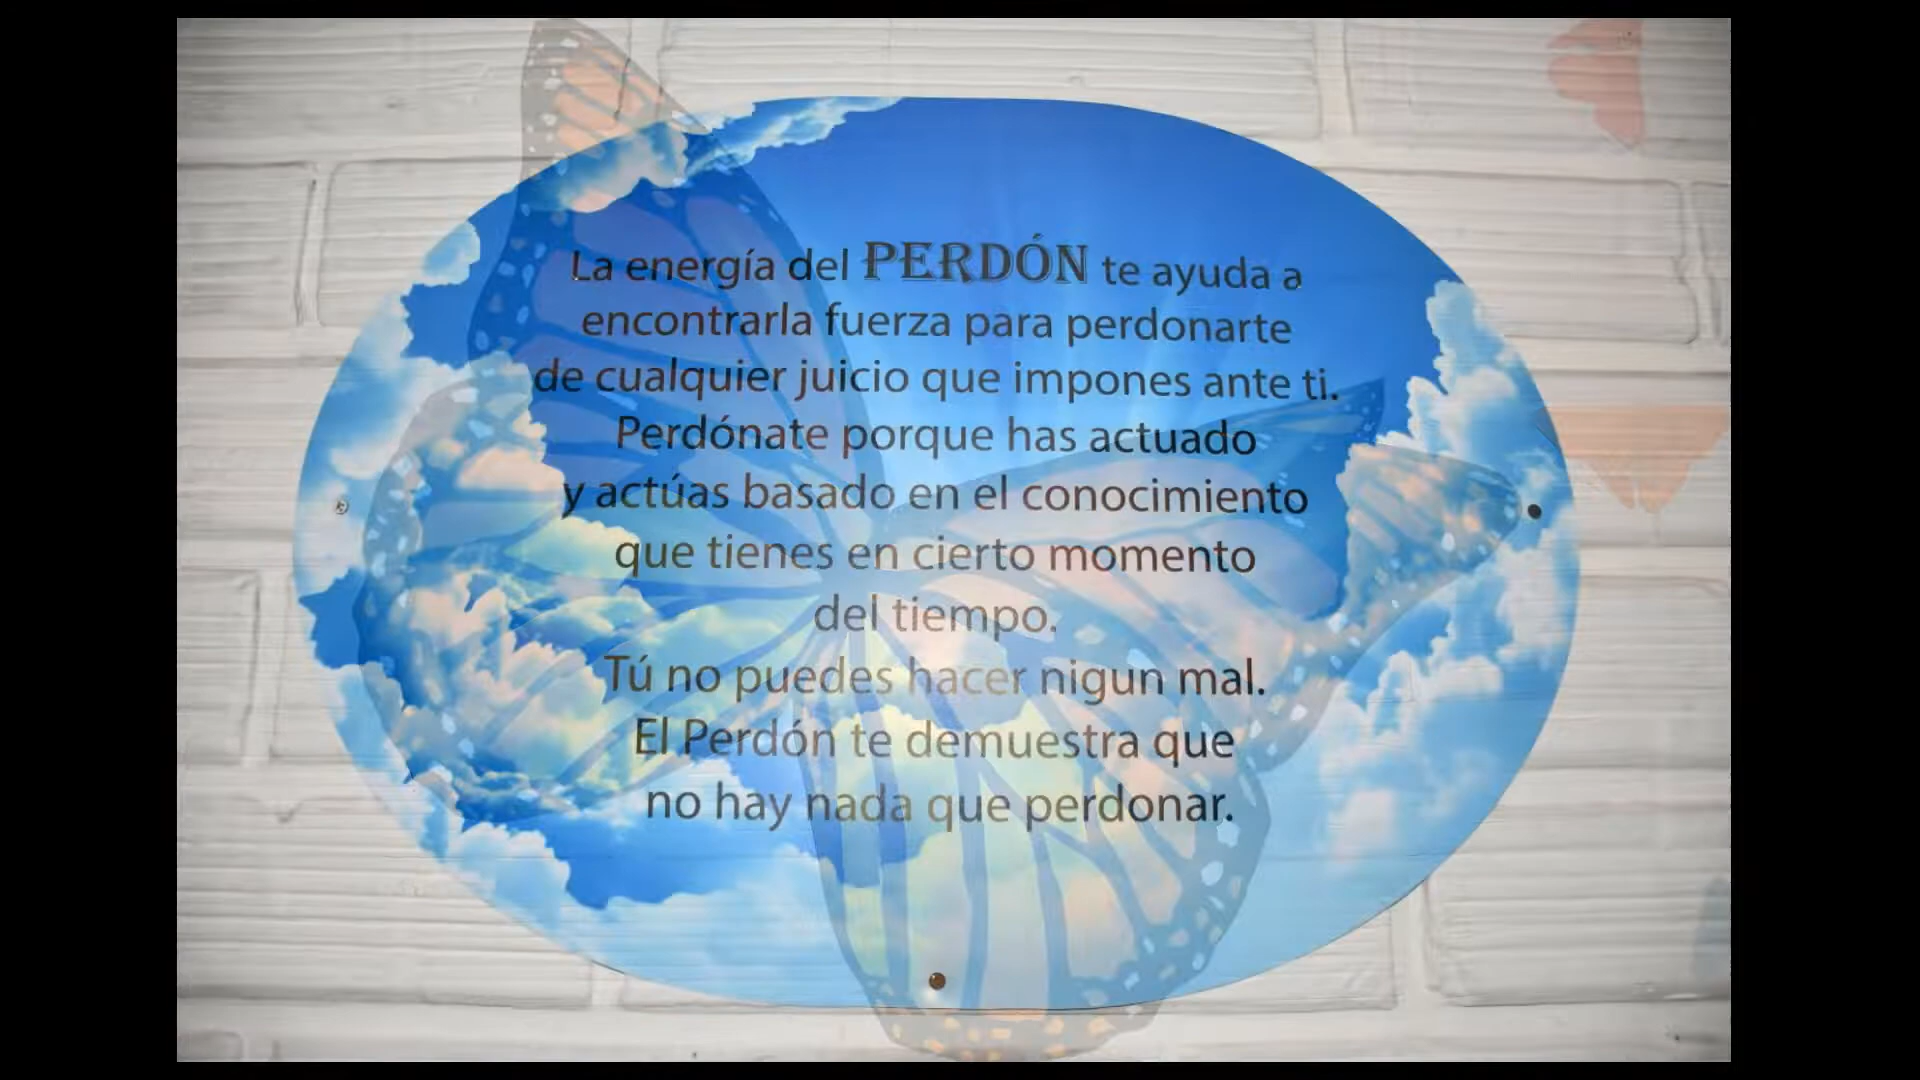 La energía del PERDÓN te ayuda a
encontrarla fuerza para perdonarte
de cualquier juicio que impones ante ti.
Perdónate porque has actuado
y actúas basado en el conocimiento
que tienes en cierto momento
del tiempo.
Tú no puedes hacer nigun mal.
El Perdón te demuestra que
no hay nada que perdonar.